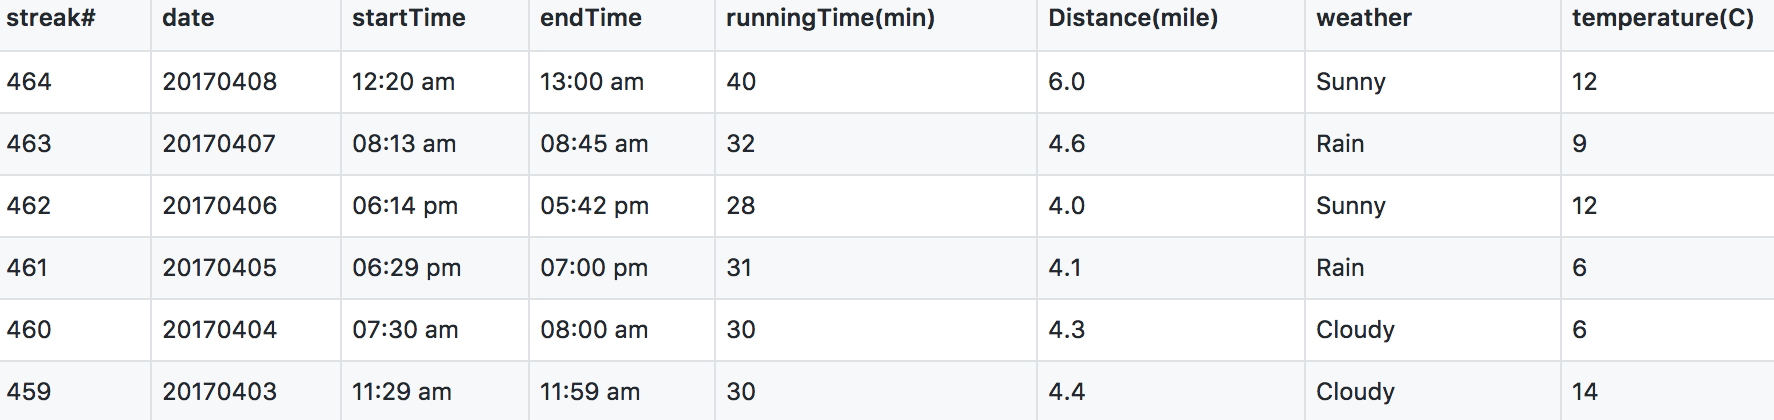 streak# date startTime endTime runningTime(min) Distance(mile) weather temperature(C)
464 20170408 12:20 am 13:00 am 40 6.0 Sunny 12
463 20170407 08:13 am 08:45 am 32 4.6 Rain 9
462 20170406 06:14 pm 05:42 pm 28 4.0 Sunny 12
461 20170405 06:29 pm 07:00 pm 31 4.1 Rain 6
460 20170404 07:30 am 08:00 am 30 4.3 Cloudy 6
459 20170403 11:29 am 11:59 am 30 4.4 Cloudy 14